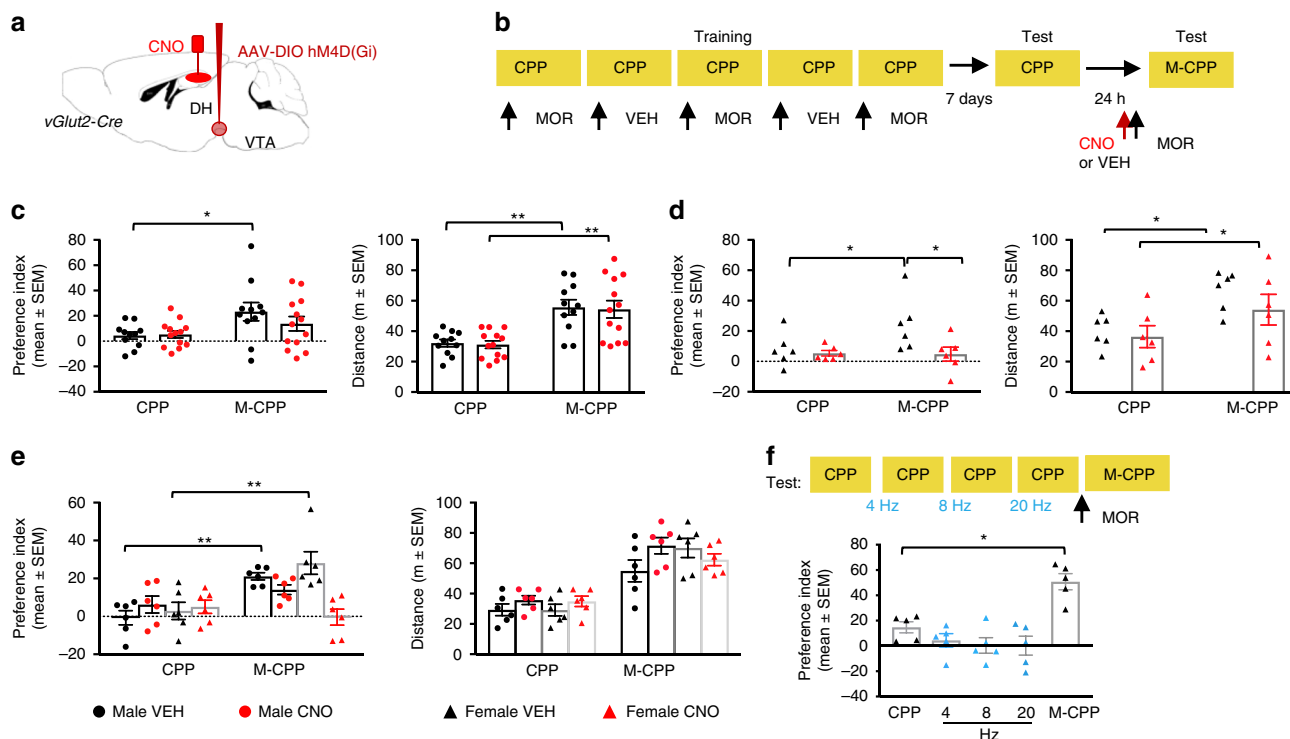 a
CNO
AAV-DIO hM4D(Gi)
DH
vGlut2-Cre
VTA
b
Training
Test
Test
CPP
CPP
CPP
CPP
CPP
CPP
M-CPP
7 days
24 h
MOR
VEH
MOR
VEH
MOR
CNO
or VEH
MOR
c
*
Preference index
(mean ± SEM)
80
60
40
20
0
–20
–40
CPP
M-CPP
**
**
Distance (m ± SEM)
100
80
60
40
20
0
CPP
M-CPP
d
*
*
Preference index
(mean ± SEM)
80
60
40
20
0
–20
CPP
M-CPP
*
*
Distance (m ± SEM)
100
80
60
40
20
0
CPP
M-CPP
e
**
**
Preference index
(mean ± SEM)
60
40
20
0
–20
CPP
M-CPP
Distance (m ± SEM)
100
80
60
40
20
0
CPP
M-CPP
Male VEH
Male CNO
Female VEH
Female CNO
f
Test:
CPP
CPP
CPP
CPP
M-CPP
4 Hz
8 Hz
20 Hz
MOR
*
Preference index
(mean ± SEM)
80
60
40
20
0
–20
–40
CPP
4
8
20
M-CPP
Hz